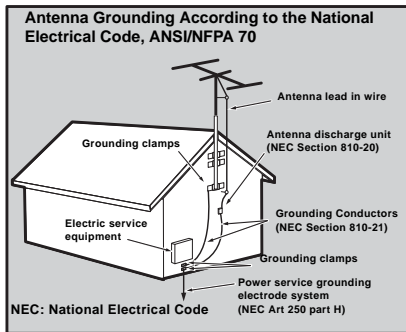 Antenna Grounding According to the National
Electrical Code, ANSI/NFPA 70
Antenna lead in wire
Grounding clamps
Antenna discharge unit
(NEC Section 810-20)
Electric service
equipment
Grounding Conductors
(NEC Section 810-21)
Grounding clamps
Power service grounding
electrode system
(NEC Art 250 part H)
NEC: National Electrical Code